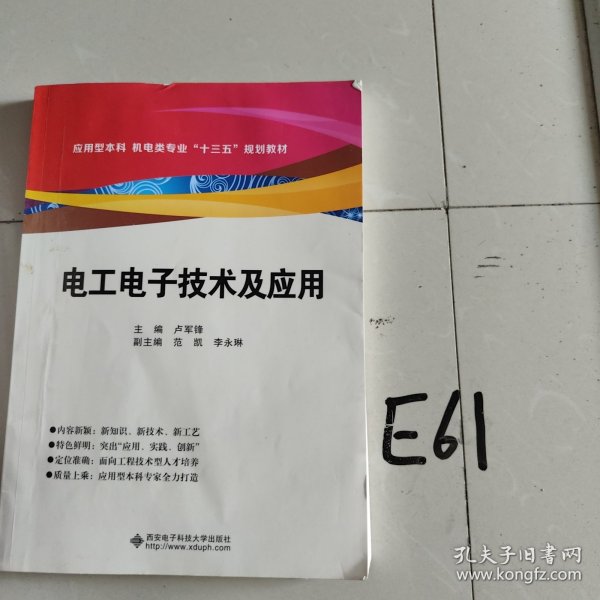 应用型本科 机电类专业“十三五”规划教材
电工电子技术及应用
主 编 卢军锋
副主编 范 凯 李永琳
●内容新颖：新知识、新技术、新工艺
●特色鲜明：突出“应用、实践、创新”
●定位准确：面向工程技术型人才培养
●质量上乘：应用型本科专家全力打造
西安电子科技大学出版社
http://www.xduph.com
E61
孔夫子旧书网
www.kongfz.com